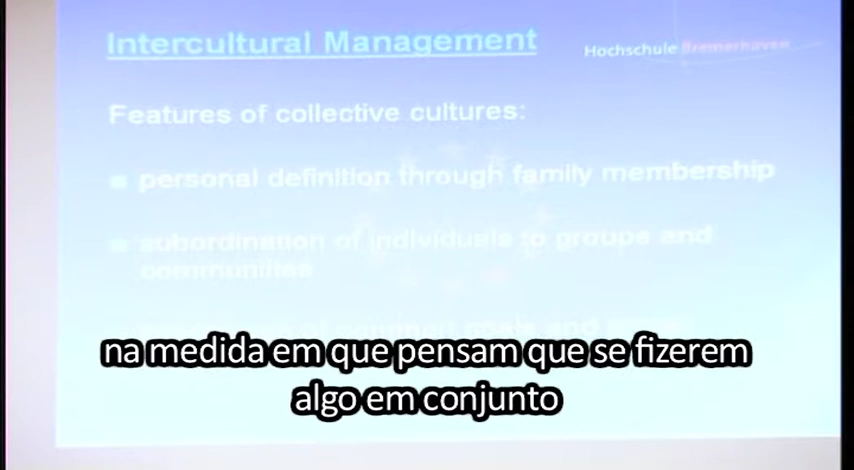 Intercultural Management
Hochschule Bremerhaven
Features of collective cultures:
personal definition through family membership
subordination of individuals to groups and
communities
na medida em que pensam que se fizerem
algo em conjunto